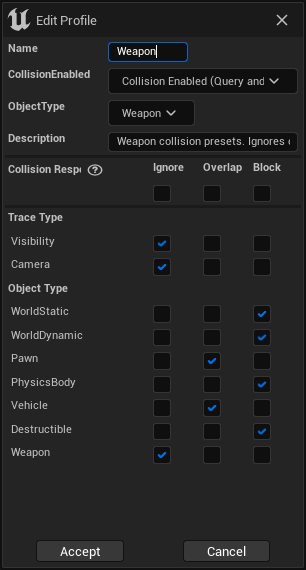 Edit Profile
Name Weapon
CollisionEnabled Collision Enabled (Query and
ObjectType Weapon
Description Weapon collision presets. Ignores
Collision Resp Ignore Overlap Block
Trace Type
Visibility
Camera
Object Type
WorldStatic
WorldDynamic
Pawn
PhysicsBody
Vehicle
Destructible
Weapon
Accept Cancel